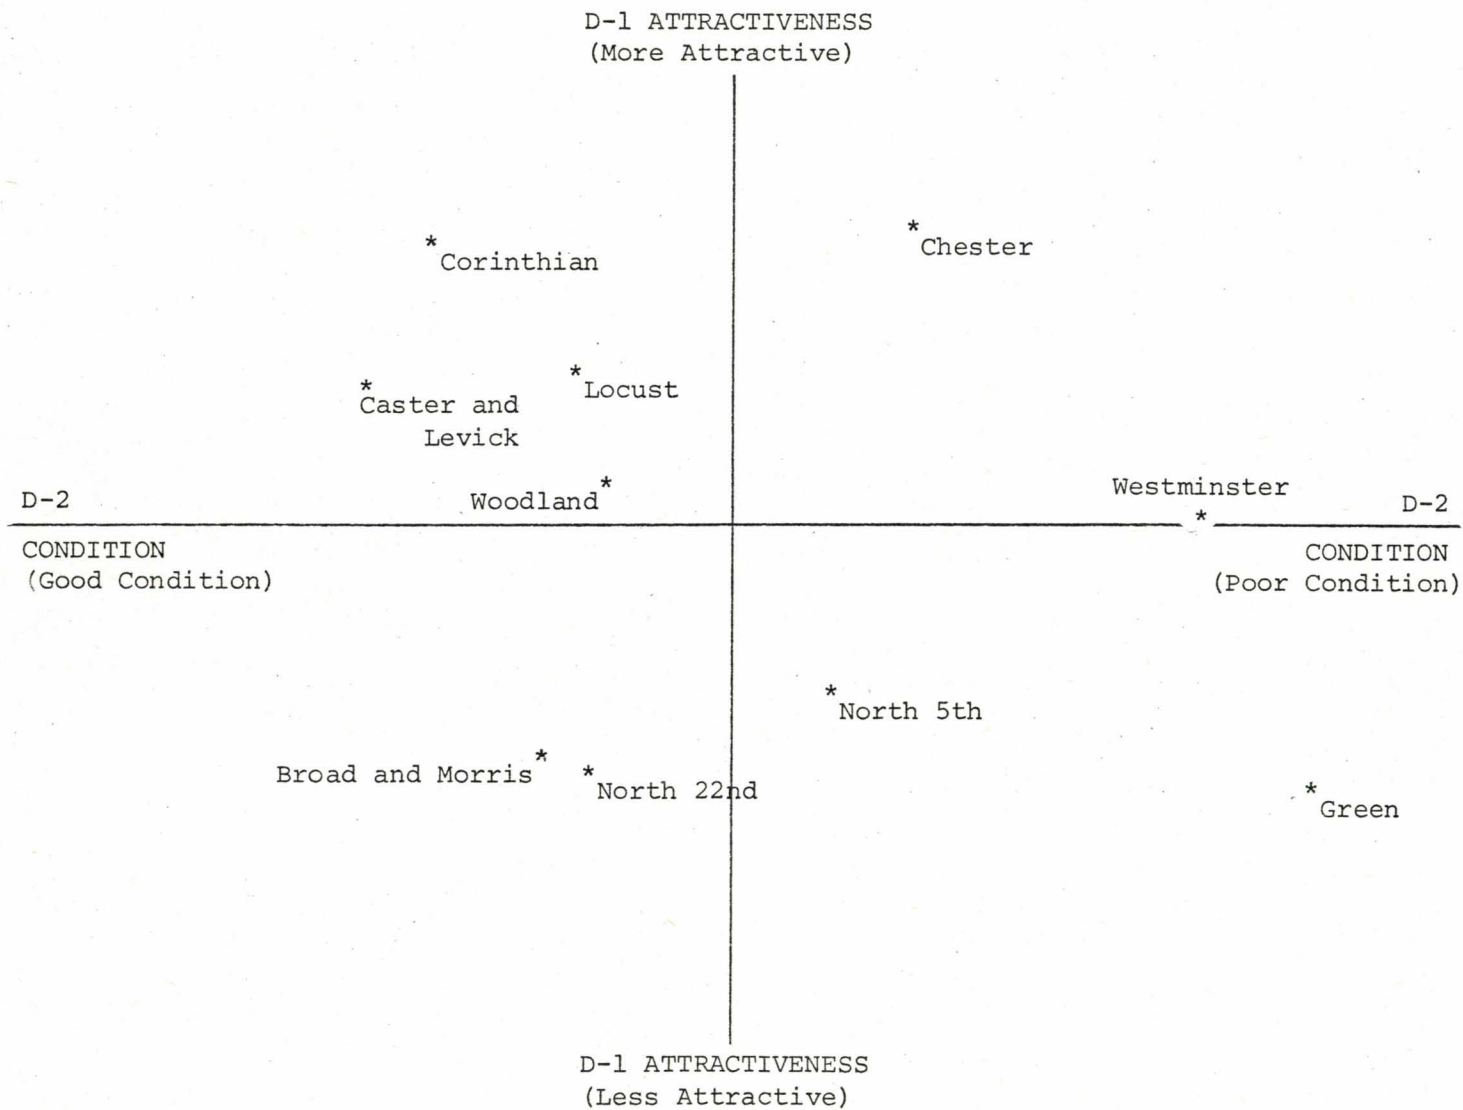 D-1 ATTRACTIVENESS
(More Attractive)
*Chester
*Corinthian
*Locust
*Caster and
Levick
Woodland*
Westminster
*
D-2
D-2
CONDITION
(Good Condition)
CONDITION
(Poor Condition)
*North 5th
Broad and Morris*
*North 22nd
*Green
D-1 ATTRACTIVENESS
(Less Attractive)